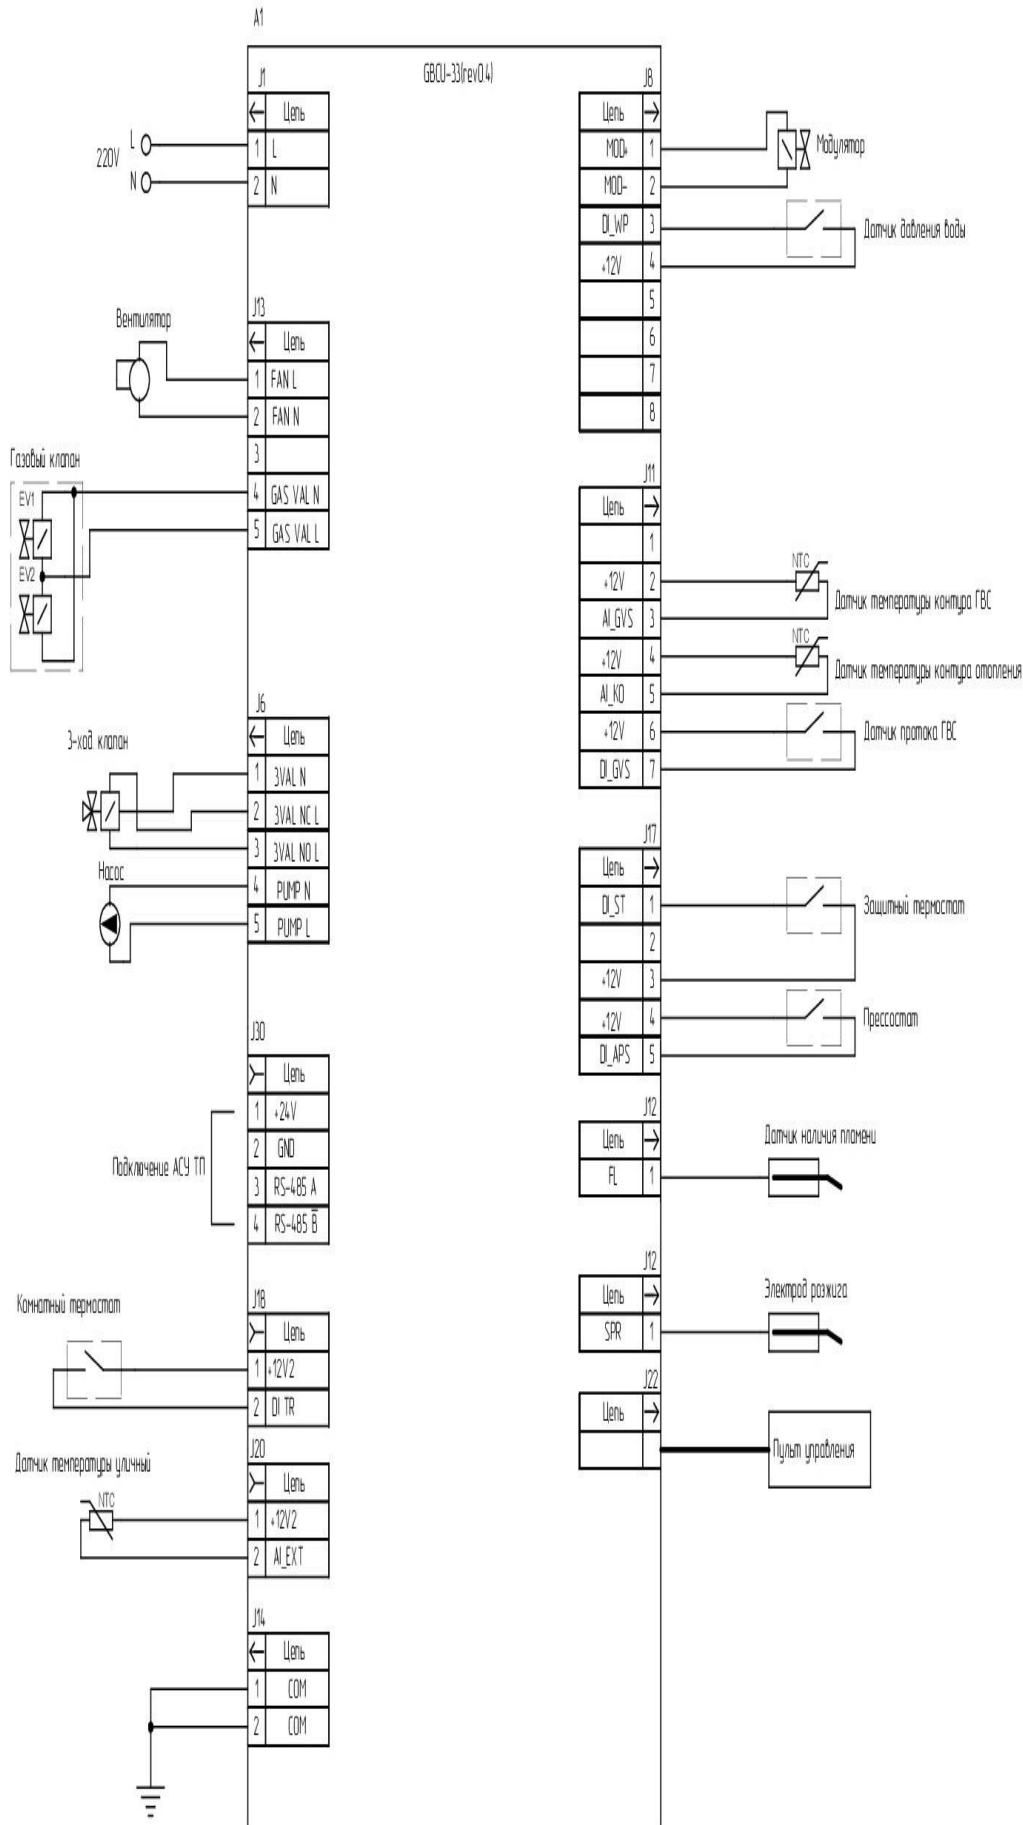 A1
GBCU-33(rev0.4)
J1
Цепь
L
1 L
220V
N
2 N
J13
Вентилятор
Цепь
1 FAN L
2 FAN N
3
Газовый клапан
EV1
4 GAS VAL N
5 GAS VAL L
EV2
J6
3-ход. клапан
Цепь
1 3VAL N
2 3VAL NC L
3 3VAL NO L
Насос
4 PUMP N
5 PUMP L
J30
Цепь
1 +24V
2 GND
Подключение АСУ ТП
3 RS-485 A
4 RS-485 B̅
Комнатный термостат
J18
Цепь
1 +12V2
2 DI TR
J20
Датчик температуры уличный
Цепь
NTC
1 +12V2
2 AI_EXT
J14
Цепь
1 COM
2 COM
J8
Цепь
MOD+ 1
Модулятор
MOD- 2
DI_WP 3
Датчик давления воды
+12V 4
5
6
7
8
J11
Цепь
1
NTC
+12V 2
Датчик температуры контура ГВС
AI_GVS 3
NTC
+12V 4
Датчик температуры контура отопления
AI_KO 5
+12V 6
Датчик протока ГВС
DI_GVS 7
J17
Цепь
DI_ST 1
Защитный термостат
2
+12V 3
+12V 4
Прессостат
DI_APS 5
J12
Цепь
Датчик наличия пламени
FL 1
J12
Цепь
Электрод розжига
SPR 1
J22
Цепь
Пульт управления